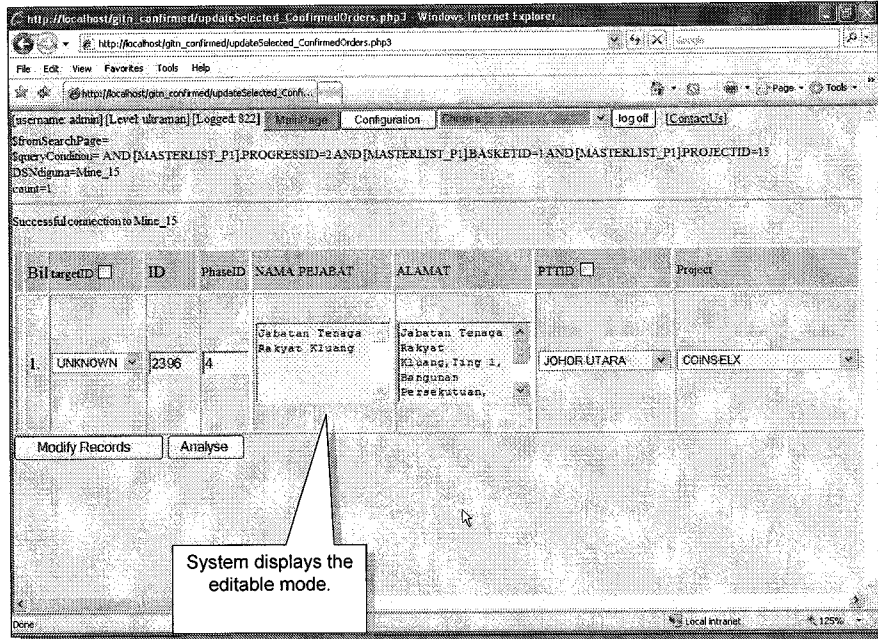 http://localhost/gitn_confirmed/updateSelected_ConfirmedOrders.php3 - Windows Internet Explorer
http://localhost/gitn_confirmed/updateSelected_ConfirmedOrders.php3
Google
File Edit View Favorites Tools Help
http://localhost/gitn_confirmed/updateSelected_Confi...
Page Tools
[username: admin] [Level: ultraman] [Logged: 822] MainPage Configuration Choose log off [ContactUs]
$fromSearchPage=
$queryCondition= AND [MASTERLIST_P1].PROGRESSID=2 AND [MASTERLIST_P1].BASKETID=1 AND [MASTERLIST_P1].PROJECTID=15
DSNdiguna=Mine_15
count=1
Successful connection to Mine_15
Bil targetID ID PhaseID NAMA PEJABAT ALAMAT PTTID Project
1. UNKNOWN 2396 4 Jabatan Tenaga Rakyat Kluang Jabatan Tenaga Rakyat Kluang,Ting 1, Bangunan Persekutuan, JOHOR UTARA COINS-ELX
Modify Records Analyse
System displays the
editable mode.
Done Local intranet 125%